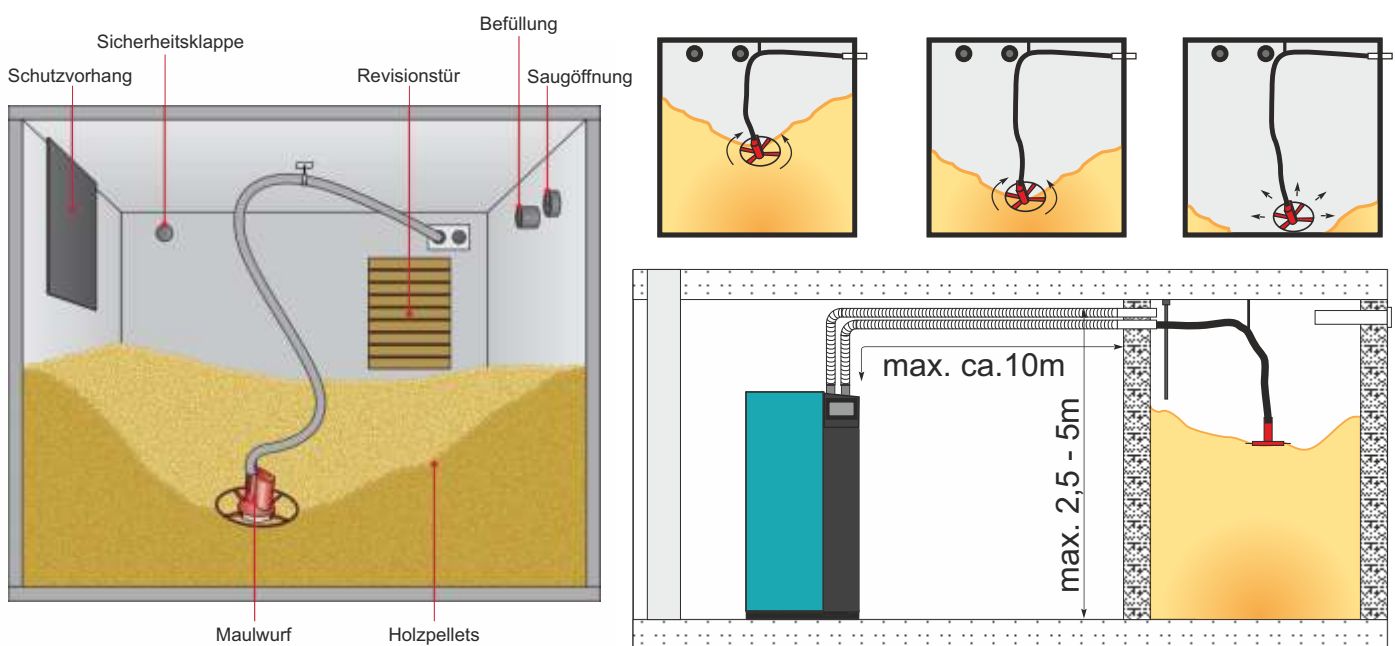 Befüllung
Sicherheitsklappe
Schutzvorhang
Revisionstür
Saugöffnung
max. ca.10m
max. 2,5 - 5m
Maulwurf
Holzpellets